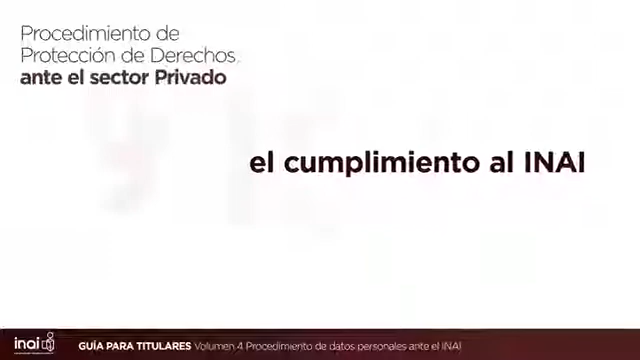 Procedimiento de
Protección de Derechos
ante el sector Privado
el cumplimiento al INAI
inai
GUÍA PARA TITULARES Volumen 4 Procedimiento de datos personales ante el INAI